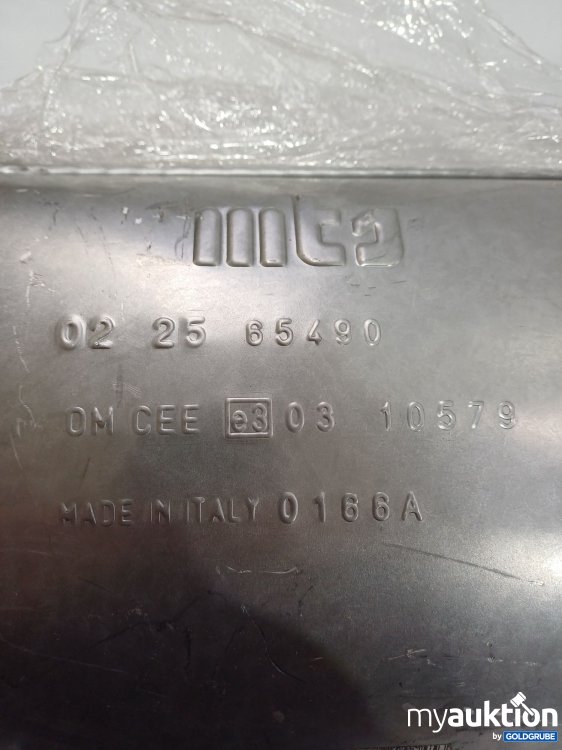 mts
02 25 65490
OM CEE e3 03 10579
MADE IN ITALY 0166A
myauktion
by GOLDGRUBE